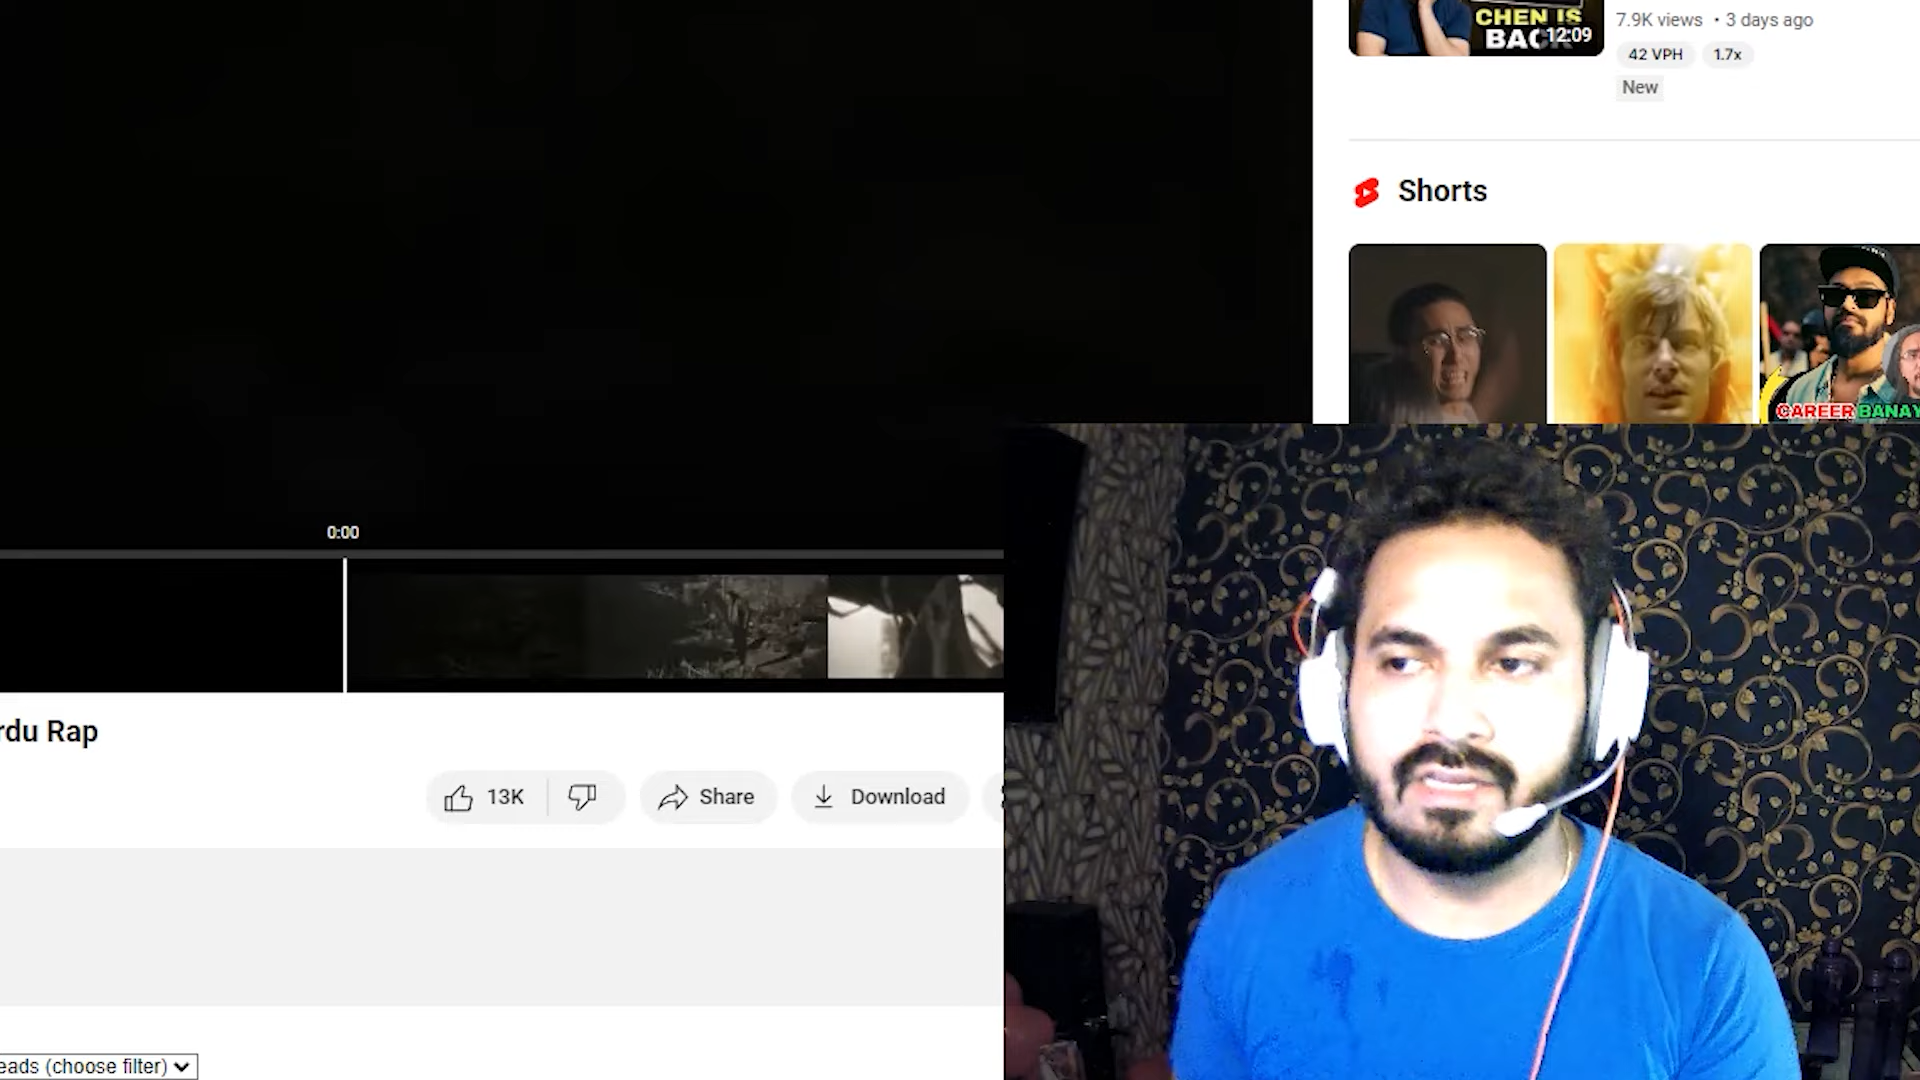 CHEN IS
BAC
12:09
7.9K views • 3 days ago
42 VPH
1.7x
New
Shorts
CAREER BANAY
0:00
rdu Rap
13K
Share
Download
eads (choose filter)